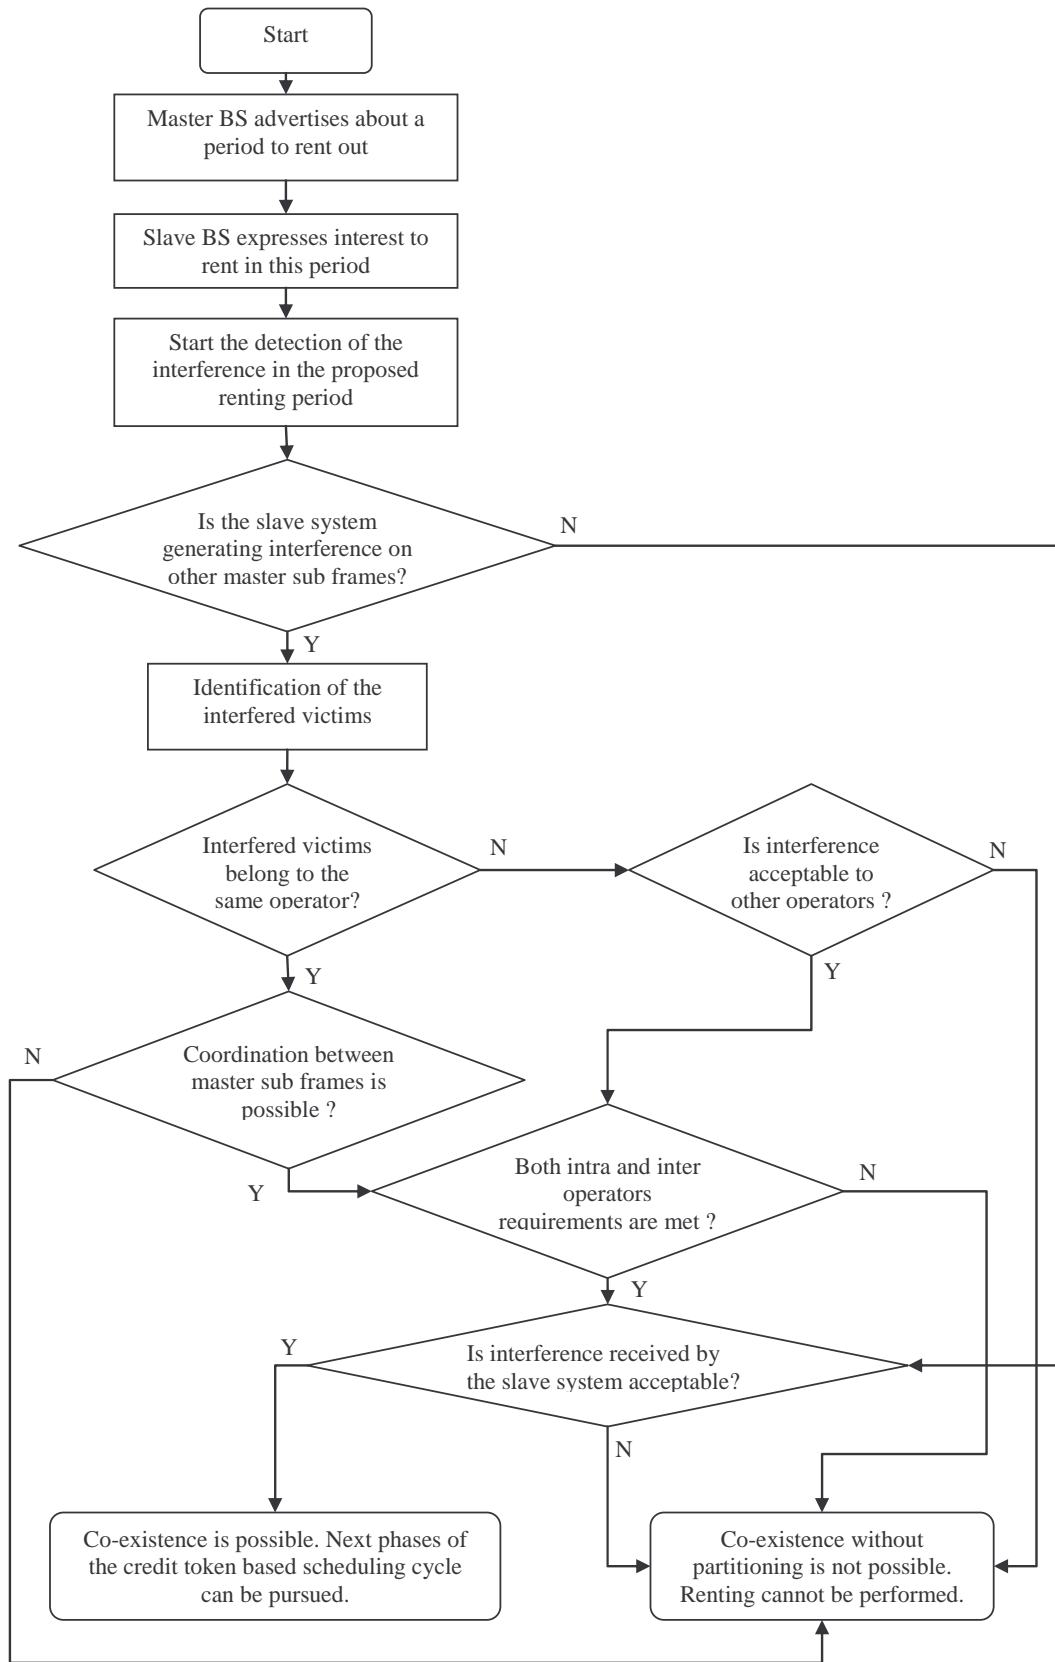 Start
Master BS advertises about a
period to rent out
Slave BS expresses interest to
rent in this period
Start the detection of the
interference in the proposed
renting period
Is the slave system
generating interference on
other master sub frames?
N
Y
Identification of the
interfered victims
Interfered victims
belong to the
same operator?
N
Is interference
acceptable to
other operators ?
N
Y
Y
N
Coordination between
master sub frames is
possible ?
Y
Both intra and inter
operators
requirements are met ?
N
Y
Y
Is interference received by
the slave system acceptable?
N
Co-existence is possible. Next phases of
the credit token based scheduling cycle
can be pursued.
Co-existence without
partitioning is not possible.
Renting cannot be performed.